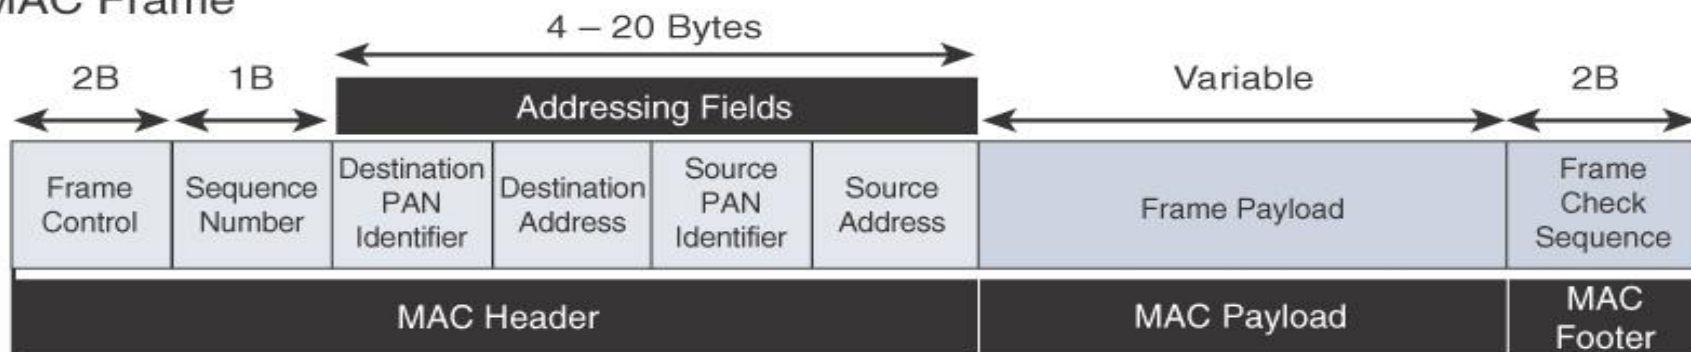 MAC Frame
4 – 20 Bytes
2B
1B
Variable
2B
Addressing Fields
Frame
Control
Sequence
Number
Destination
PAN
Identifier
Destination
Address
Source
PAN
Identifier
Source
Address
Frame Payload
Frame
Check
Sequence
MAC Header
MAC Payload
MAC
Footer